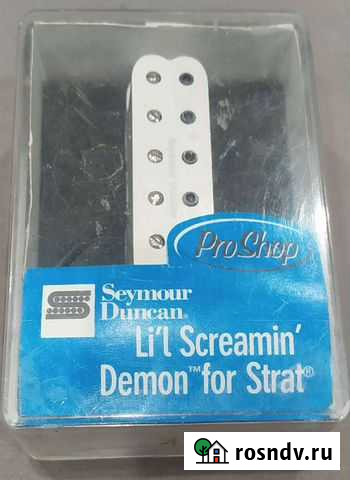 ProShop
Seymour
Duncan®
Li'l Screamin'
Demon™ for Strat®
rosndv.ru